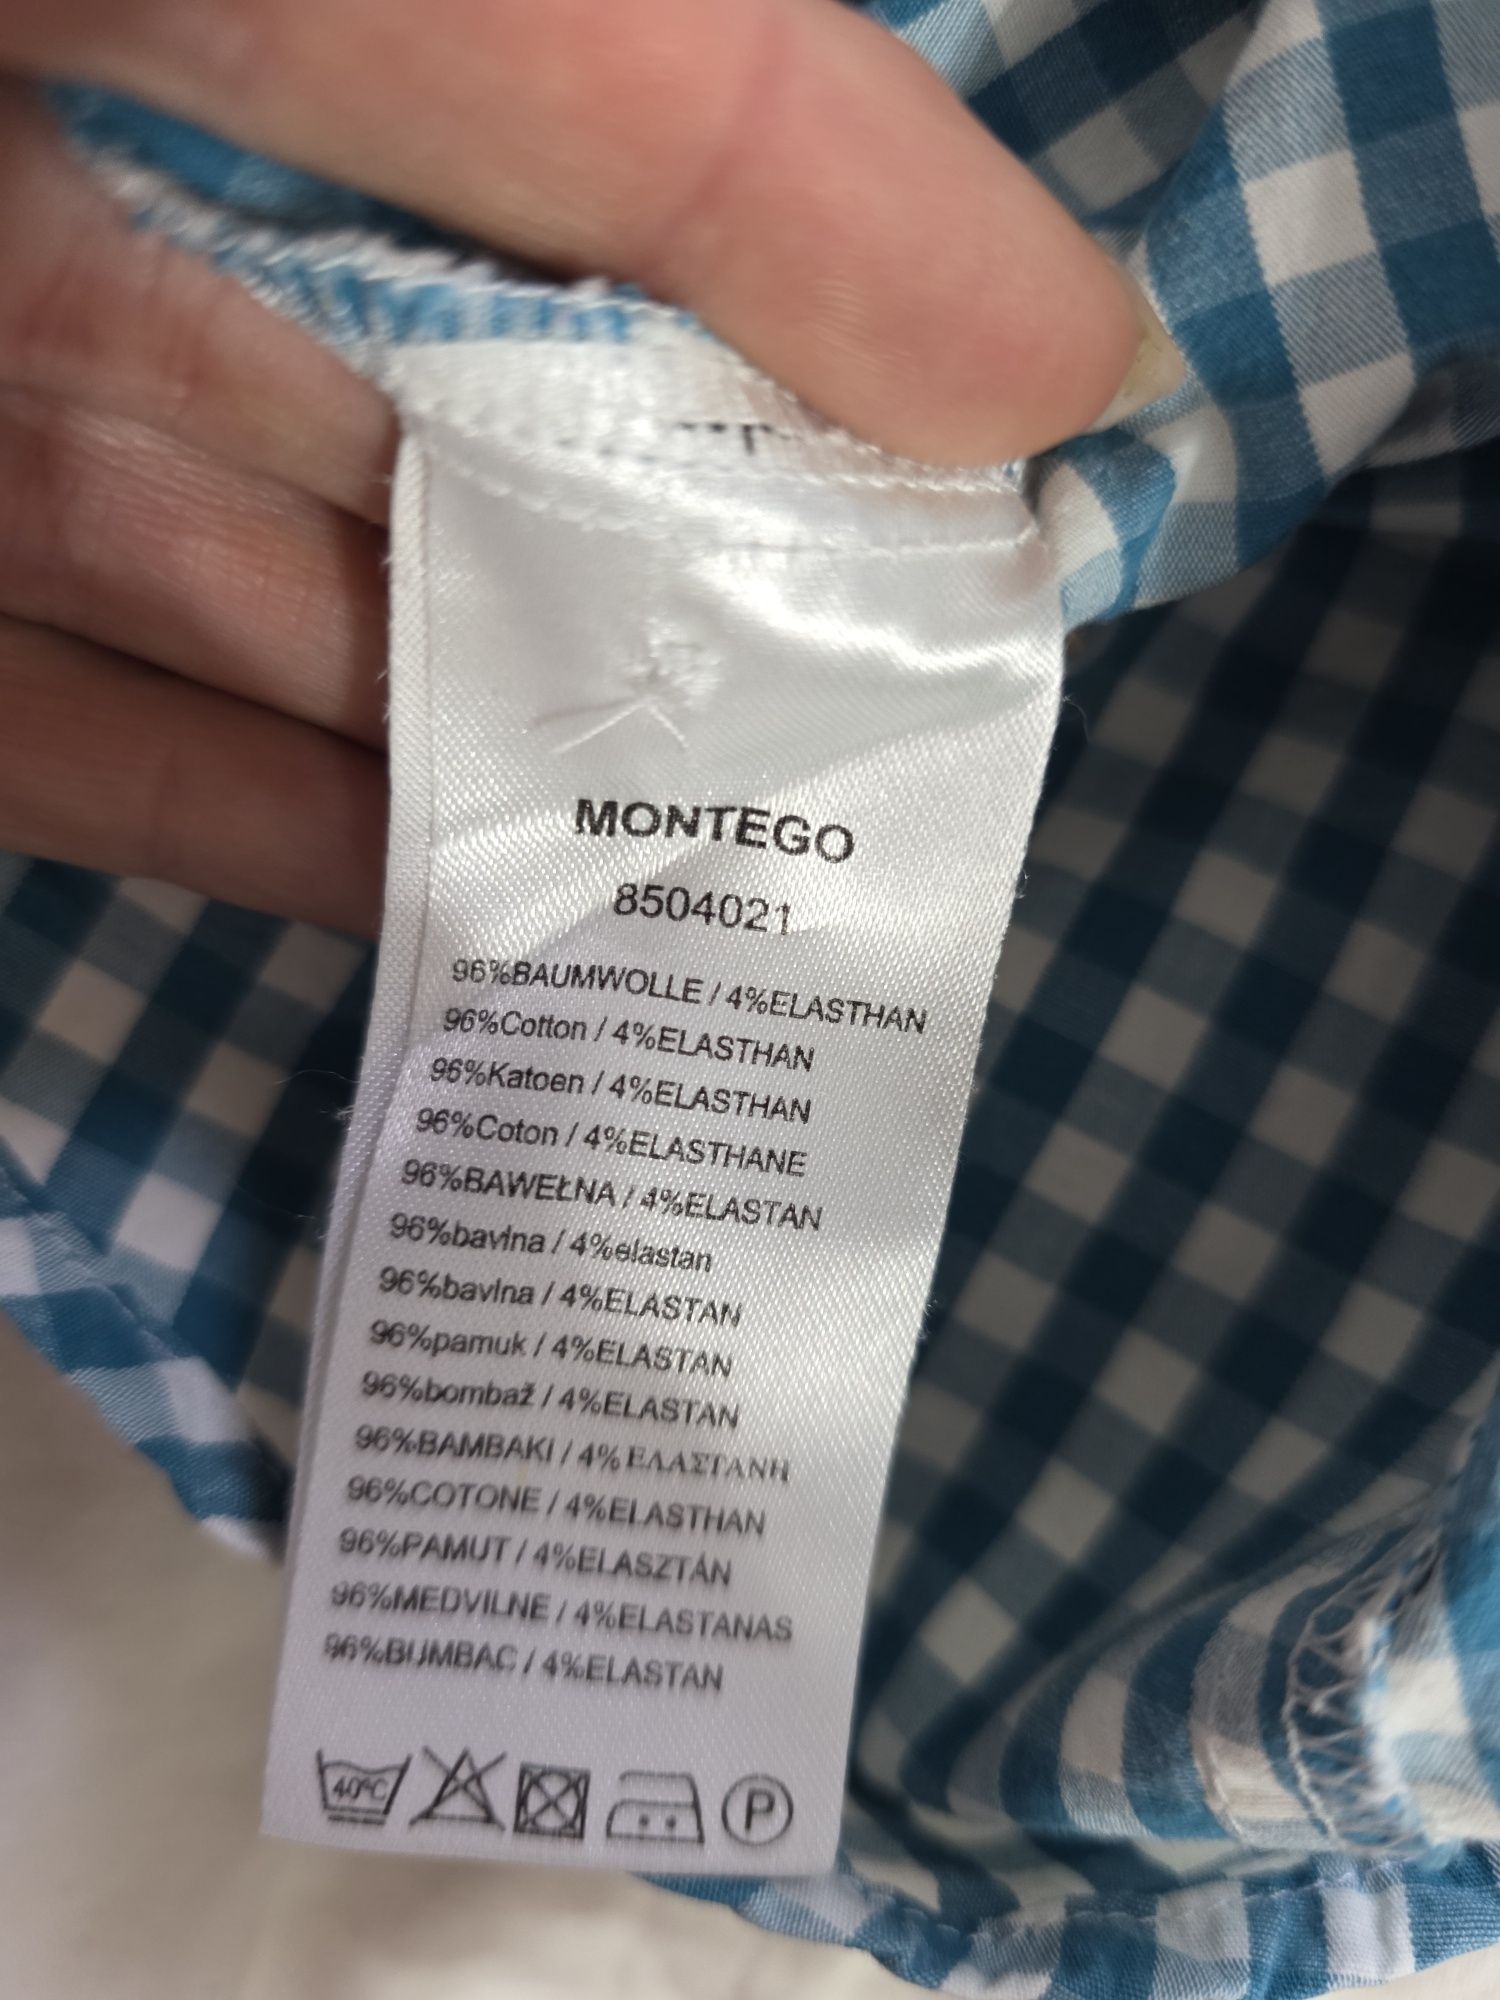 MONTEGO
8504021
96%BAUMWOLLE / 4%ELASTHAN
96%Cotton / 4%ELASTHAN
96%Katoen / 4%ELASTHAN
96%Coton / 4%ELASTHANE
96%BAWEŁNA / 4%ELASTAN
96%bavlna / 4%elastan
96%bavlna / 4%ELASTAN
96%pamuk / 4%ELASTAN
96%bombaž / 4%ELASTAN
96%BAMBAKI / 4% ΕΛΑΣΤΑΝΗ
96%COTONE / 4%ELASTHAN
96%PAMUT / 4%ELASZTÁN
96%MEDVILNE / 4%ELASTANAS
96%BUMBAC / 4%ELASTAN
40°C P